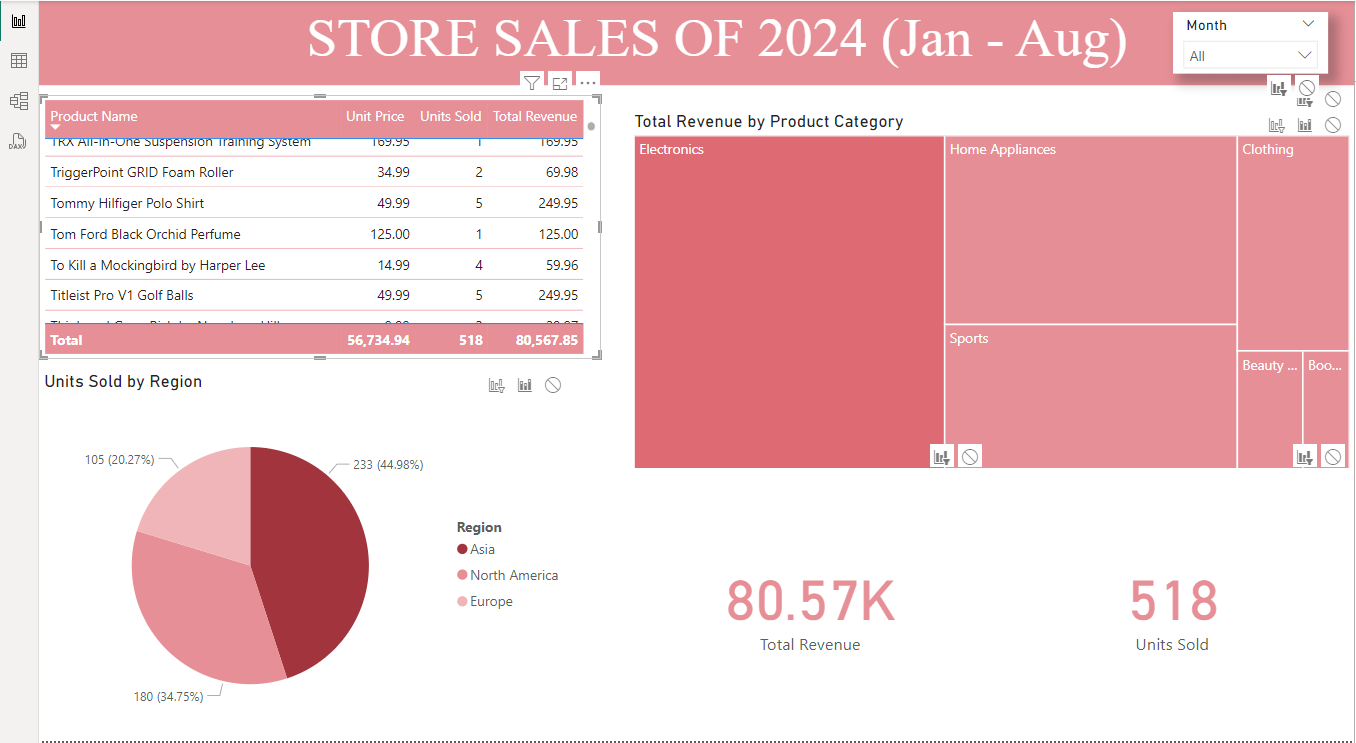 STORE SALES OF 2024 (Jan - Aug)
Month
All
Product Name Unit Price Units Sold Total Revenue
TRX All-in-One Suspension Training System 169.95 1 169.95
TriggerPoint GRID Foam Roller 34.99 2 69.98
Tommy Hilfiger Polo Shirt 49.99 5 249.95
Tom Ford Black Orchid Perfume 125.00 1 125.00
To Kill a Mockingbird by Harper Lee 14.99 4 59.96
Titleist Pro V1 Golf Balls 49.99 5 249.95
Total 56,734.94 518 80,567.85
Total Revenue by Product Category
Electronics
Home Appliances
Clothing
Sports
Beauty ...
Boo...
Units Sold by Region
105 (20.27%)
233 (44.98%)
180 (34.75%)
Region
Asia
North America
Europe
80.57K
Total Revenue
518
Units Sold